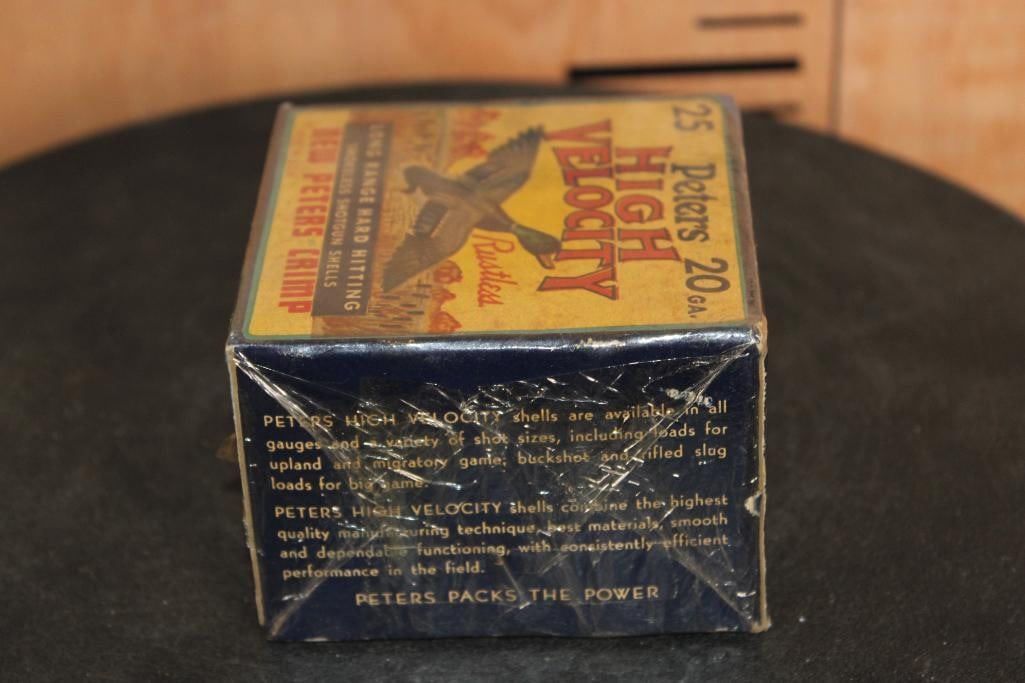 25 Peters 20 GA.
HIGH
VELOCITY
Rustless
LONG RANGE HARD HITTING
SMOKELESS SHOTGUN SHELLS
NEW PETERS CRIMP
PETERS HIGH VELOCITY shells are available in all
gauges and a variety of shot sizes, including loads for
upland and migratory game, buckshot and rifled slug
loads for big game.
PETERS HIGH VELOCITY shells combine the highest
quality manufacturing technique, best materials, smooth
and dependable functioning, with consistently efficient
performance in the field.
PETERS PACKS THE POWER